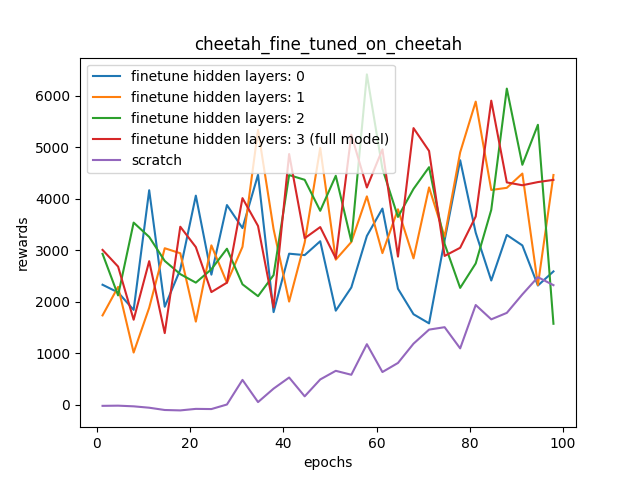 cheetah_fine_tuned_on_cheetah
finetune hidden layers: 0
finetune hidden layers: 1
finetune hidden layers: 2
finetune hidden layers: 3 (full model)
scratch
rewards
6000
5000
4000
3000
2000
1000
0
0 20 40 60 80 100
epochs